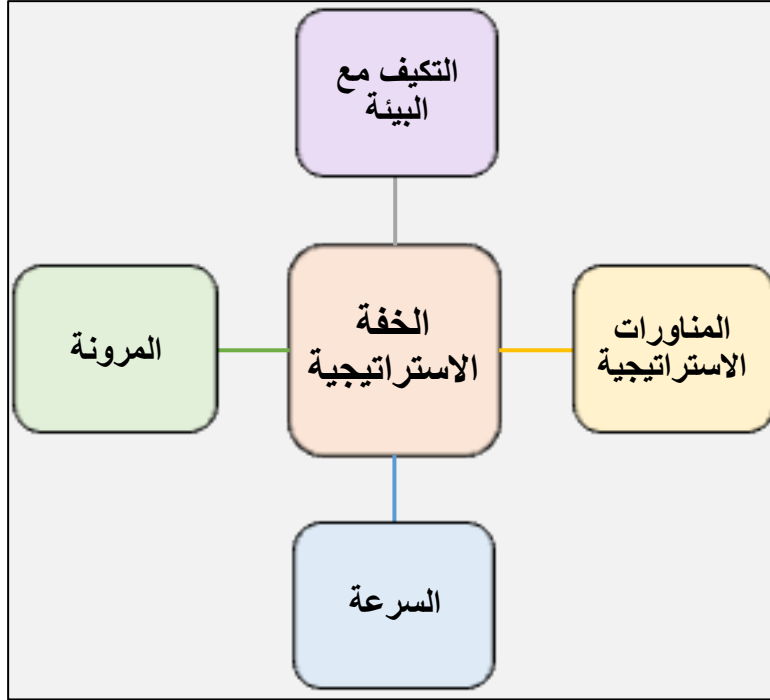 التكيف مع
البيئة
المناورات
الاستراتيجية
الخفة
الاستراتيجية
المرونة
السرعة